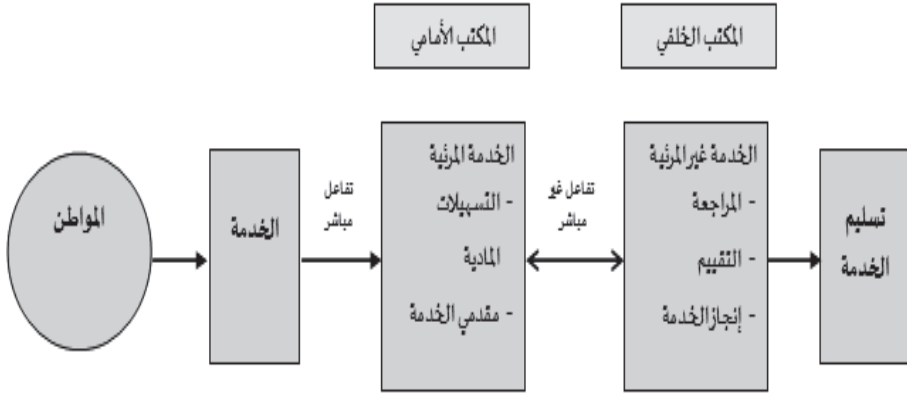 المكتب الأمامي
المكتب الخلفي
المواطن
الخدمة
تفاعل
مباشر
الخدمة المرئية
- التسهيلات
المادية
- مقدمي الخدمة
تفاعل غير
مباشر
الخدمة غير المرئية
- المراجعة
- التقييم
- إنجاز الخدمة
تسليم
الخدمة